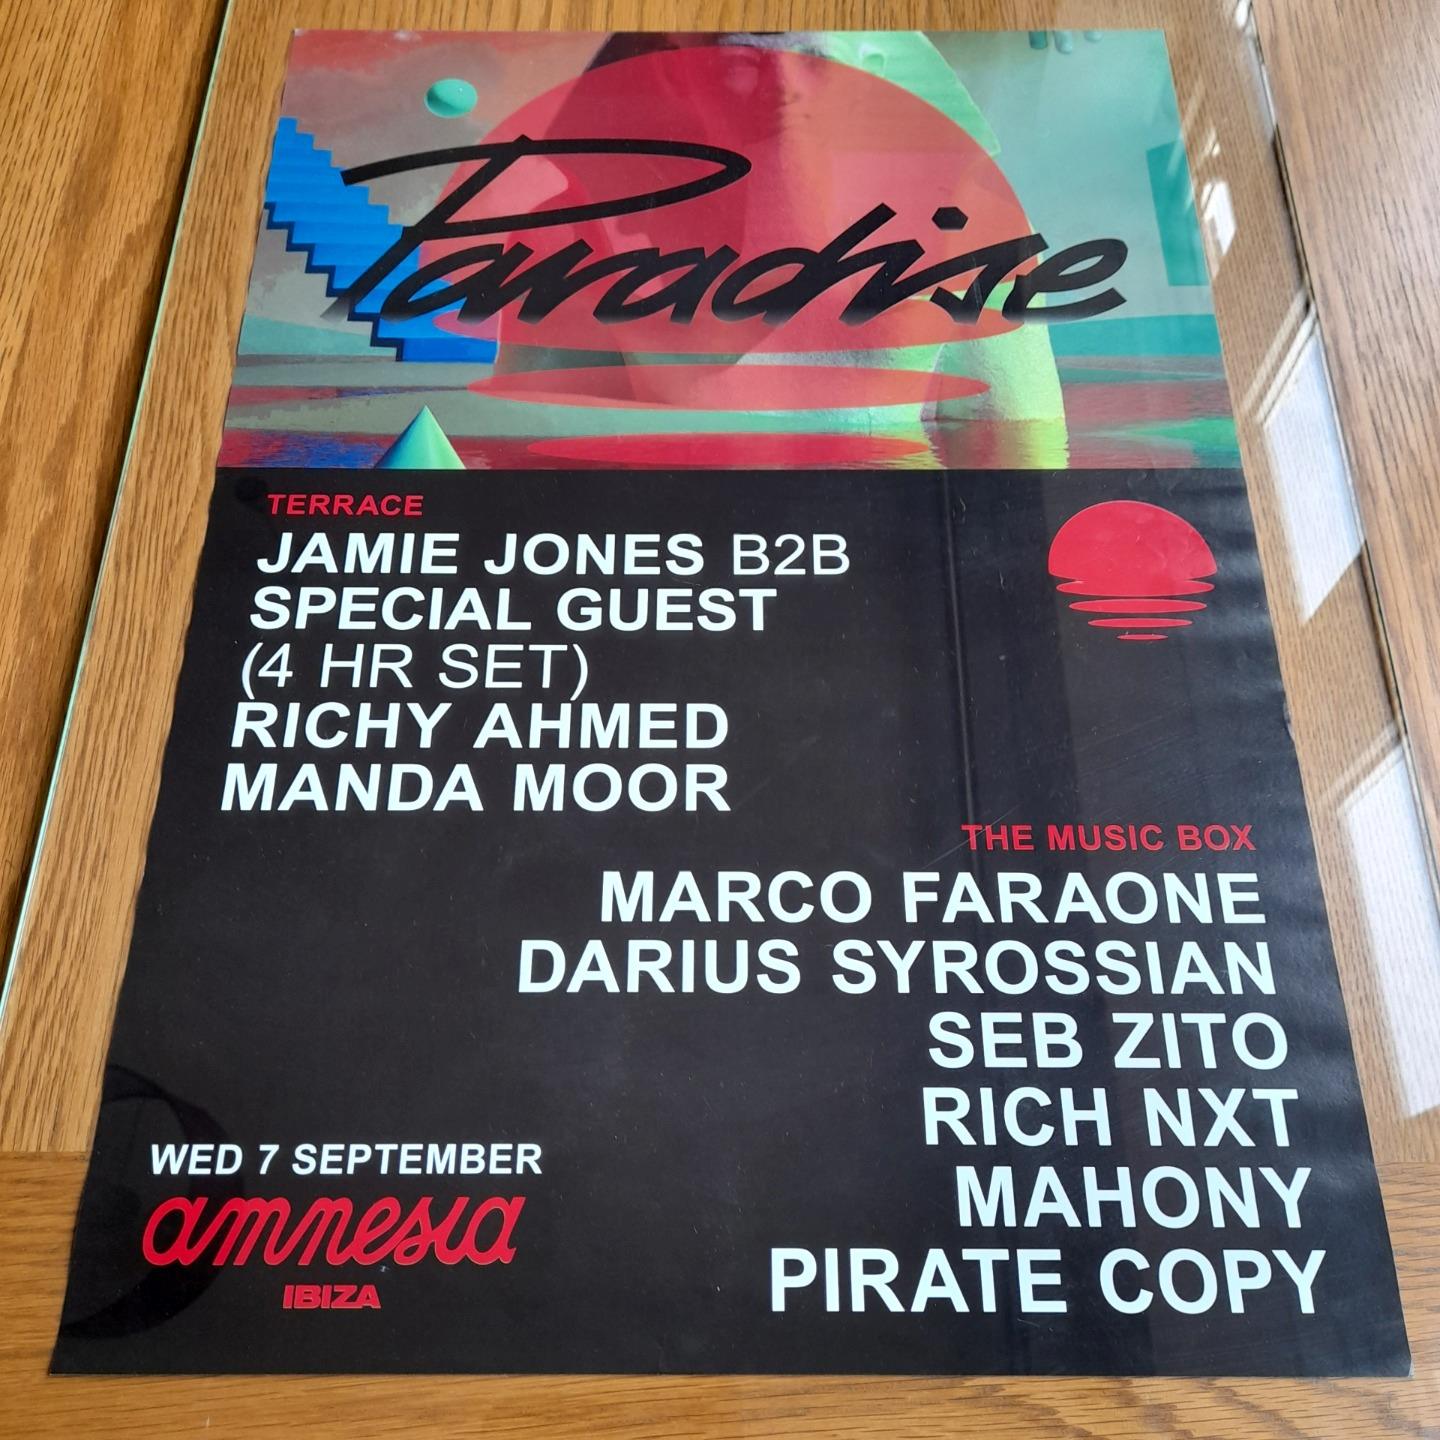 Paradise
TERRACE
JAMIE JONES B2B
SPECIAL GUEST
(4 HR SET)
RICHY AHMED
MANDA MOOR
THE MUSIC BOX
MARCO FARAONE
DARIUS SYROSSIAN
SEB ZITO
RICH NXT
MAHONY
PIRATE COPY
WED 7 SEPTEMBER
amnesia
IBIZA